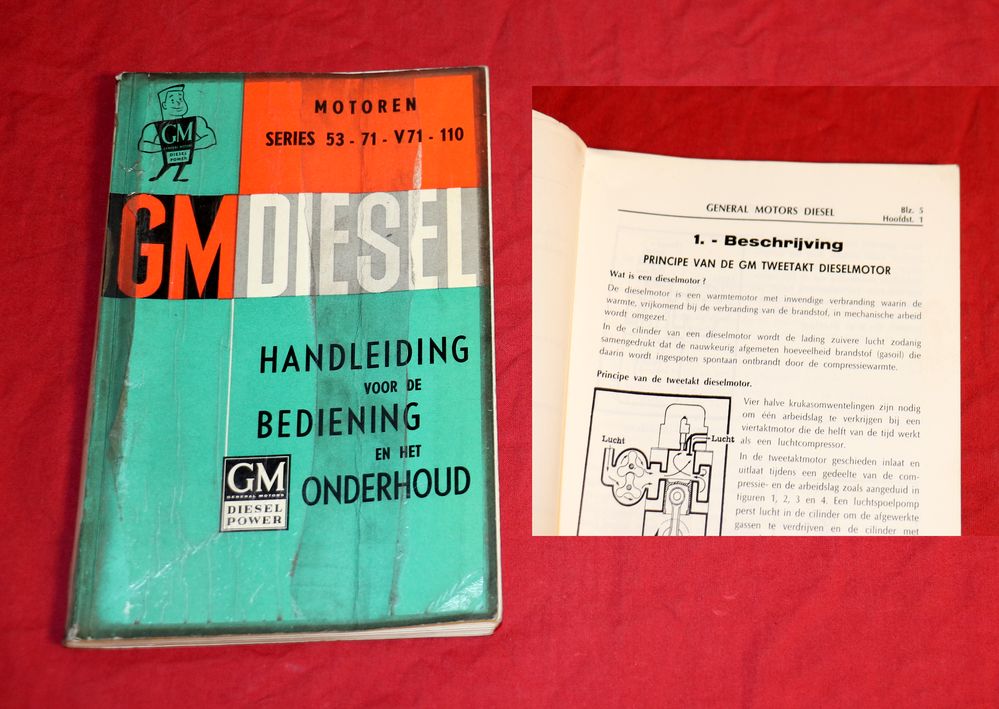 GM
GENERAL MOTORS
DIESEL
POWER
MOTOREN
SERIES 53 - 71 - V71 - 110
GM DIESEL
HANDLEIDING
VOOR DE
BEDIENING
EN HET
ONDERHOUD
GM
GENERAL MOTORS
DIESEL
POWER
GENERAL MOTORS DIESEL
Blz. 5
Hoofdst. 1
1. - Beschrijving
PRINCIPE VAN DE GM TWEETAKT DIESELMOTOR
Wat is een dieselmotor ?
De dieselmotor is een warmtemotor met inwendige verbranding waarin de
warmte, vrijkomend bij de verbranding van de brandstof, in mechanische arbeid
wordt omgezet.
In de cilinder van een dieselmotor wordt de lading zuivere lucht zodanig
samengedrukt dat de nauwkeurig afgemeten hoeveelheid brandstof (gasoil) die
daarin wordt ingespoten spontaan ontbrandt door de compressiewarmte.
Principe van de tweetakt dieselmotor.
Lucht
Lucht
Vier halve krukasomwentelingen zijn nodig
om één arbeidslag te verkrijgen bij een
viertaktmotor die de helft van de tijd werkt
als een luchtcompressor.
In de tweetaktmotor geschieden inlaat en
uitlaat tijdens een gedeelte van de com-
pressie- en de arbeidslag zoals aangeduid in
figuren 1, 2, 3 en 4. Een luchtspoelpomp
perst lucht in de cilinder om de afgewerkte
gassen te verdrijven en de cilinder met